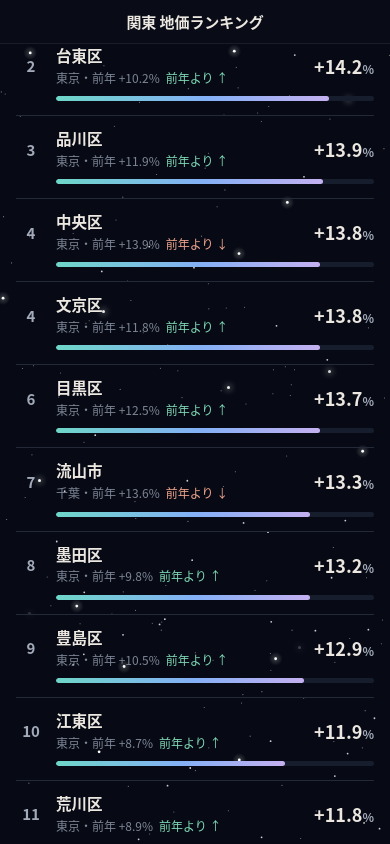 関東 地価ランキング
2 台東区 +14.2%
東京・前年 +10.2% 前年より ↑
3 品川区 +13.9%
東京・前年 +11.9% 前年より ↑
4 中央区 +13.8%
東京・前年 +13.9% 前年より ↓
4 文京区 +13.8%
東京・前年 +11.8% 前年より ↑
6 目黒区 +13.7%
東京・前年 +12.5% 前年より ↑
7 流山市 +13.3%
千葉・前年 +13.6% 前年より ↓
8 墨田区 +13.2%
東京・前年 +9.8% 前年より ↑
9 豊島区 +12.9%
東京・前年 +10.5% 前年より ↑
10 江東区 +11.9%
東京・前年 +8.7% 前年より ↑
11 荒川区 +11.8%
東京・前年 +8.9% 前年より ↑